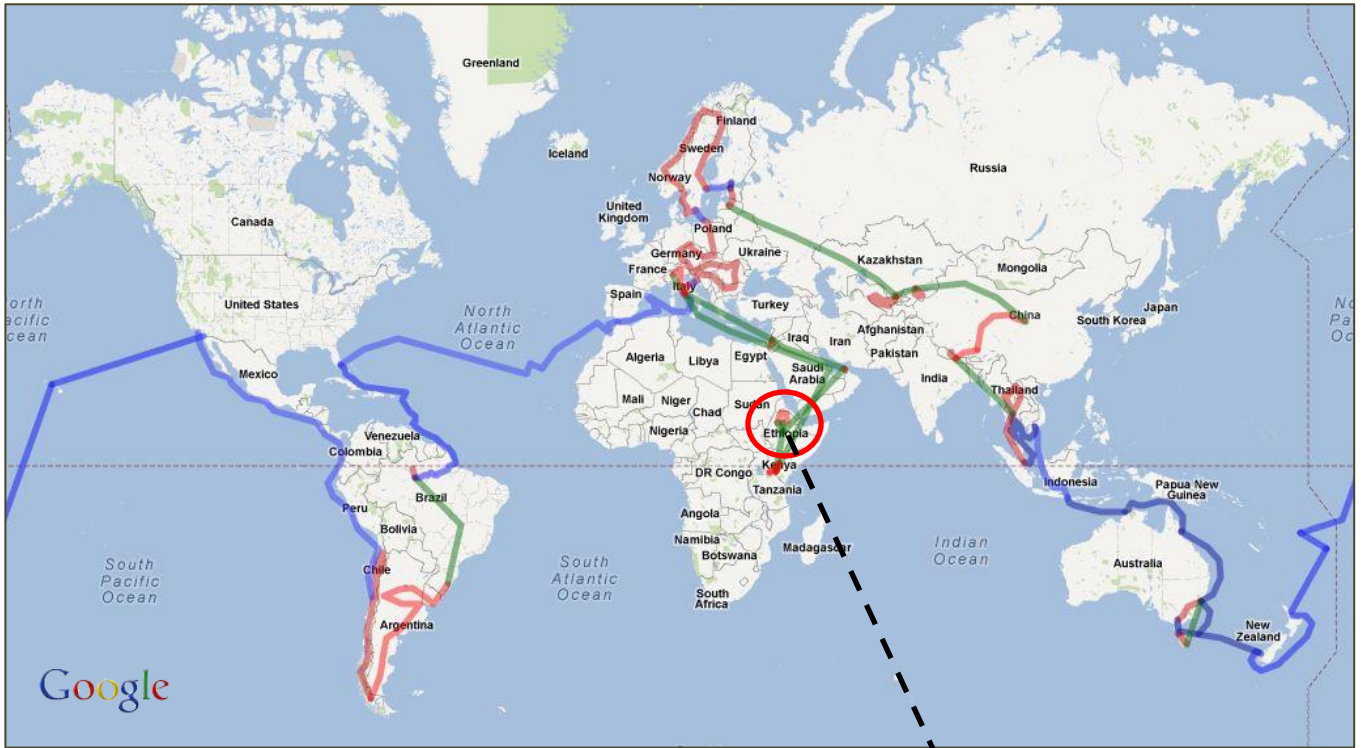 Greenland
Finland
Iceland
Sweden
Russia
Norway
Canada
United
Kingdom
Poland
Germany
Ukraine
Kazakhstan
Mongolia
France
Italy
United States
Spain
Turkey
China
South Korea
Japan
North
Atlantic
Ocean
Afghanistan
Iraq
Iran
Pakistan
Algeria
Libya
Egypt
Saudi
Arabia
Mexico
India
Mali
Niger
Chad
Sudan
Thailand
Nigeria
Ethiopia
Venezuela
Colombia
DR Congo
Kenya
Indonesia
Papua New
Guinea
Tanzania
Brazil
Peru
Angola
Bolivia
Namibia
Botswana
Madagascar
Indian
Ocean
Australia
South
Pacific
Ocean
Chile
South
Atlantic
Ocean
South
Africa
Argentina
New
Zealand
Google